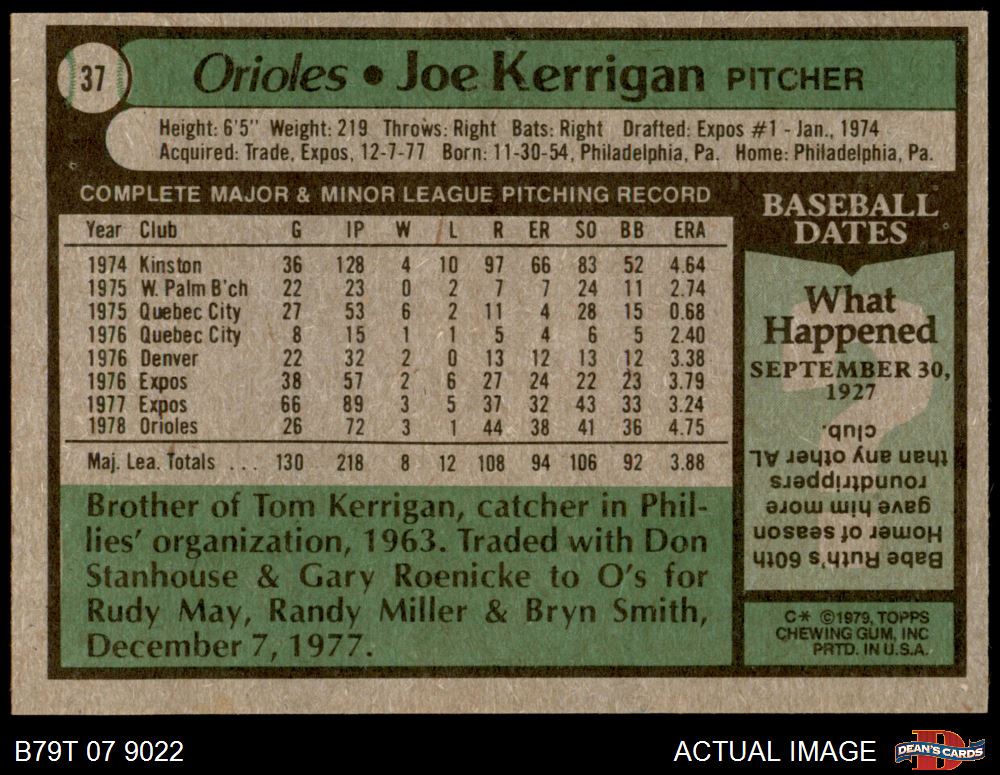 37
Orioles • Joe Kerrigan PITCHER
Height: 6'5" Weight: 219 Throws: Right Bats: Right Drafted: Expos #1 - Jan., 1974
Acquired: Trade, Expos, 12-7-77 Born: 11-30-54, Philadelphia, Pa. Home: Philadelphia, Pa.
COMPLETE MAJOR & MINOR LEAGUE PITCHING RECORD
Year Club G IP W L R ER SO BB ERA
1974 Kinston 36 128 4 10 97 66 83 52 4.64
1975 W. Palm B'ch 22 23 0 2 7 7 24 11 2.74
1975 Quebec City 27 53 6 2 11 4 28 15 0.68
1976 Quebec City 8 15 1 1 5 4 6 5 2.40
1976 Denver 22 32 2 0 13 12 13 12 3.38
1976 Expos 38 57 2 6 27 24 22 23 3.79
1977 Expos 66 89 3 5 37 32 43 33 3.24
1978 Orioles 26 72 3 1 44 38 41 36 4.75
Maj. Lea. Totals ... 130 218 8 12 108 94 106 92 3.88
Brother of Tom Kerrigan, catcher in Phil-
lies' organization, 1963. Traded with Don
Stanhouse & Gary Roenicke to O's for
Rudy May, Randy Miller & Bryn Smith,
December 7, 1977.
BASEBALL
DATES
What
Happened
SEPTEMBER 30,
1927
Babe Ruth's 60th
Homer of season
gave him more
roundtrippers
than any other AL
club.
C* ©1979, TOPPS
CHEWING GUM, INC
PRTD. IN U.S.A.
B79T 07 9022
ACTUAL IMAGE
D
DEAN'S CARDS